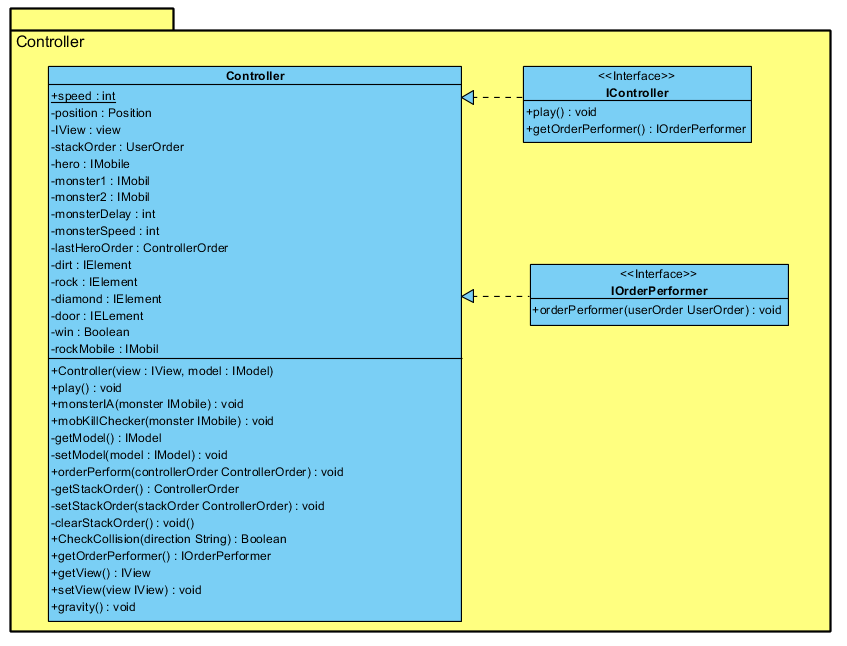 Controller
Controller
+speed : int
-position : Position
-IView : view
-stackOrder : UserOrder
-hero : IMobile
-monster1 : IMobil
-monster2 : IMobil
-monsterDelay : int
-monsterSpeed : int
-lastHeroOrder : ControllerOrder
-dirt : IElement
-rock : IElement
-diamond : IElement
-door : IELement
-win : Boolean
-rockMobile : IMobil
+Controller(view : IView, model : IModel)
+play() : void
+monsterIA(monster IMobile) : void
+mobKillChecker(monster IMobile) : void
-getModel() : IModel
-setModel(model : IModel) : void
+orderPerform(controllerOrder ControllerOrder) : void
-getStackOrder() : ControllerOrder
-setStackOrder(stackOrder ControllerOrder) : void
-clearStackOrder() : void()
+CheckCollision(direction String) : Boolean
+getOrderPerformer() : IOrderPerformer
+getView() : IView
+setView(view IView) : void
+gravity() : void
<<Interface>>
IController
+play() : void
+getOrderPerformer() : IOrderPerformer
<<Interface>>
IOrderPerformer
+orderPerformer(userOrder UserOrder) : void